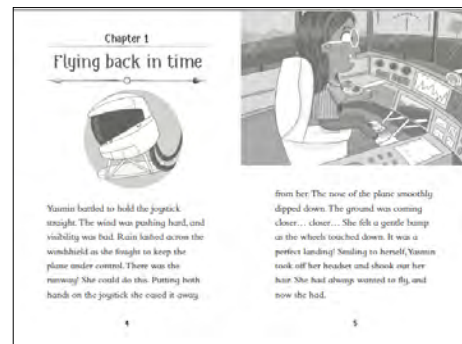 Chapter 1
Flying back in time
Yasmin battled to hold the joystick
straight. The wind was pushing hard, and
visibility was bad. Rain lashed across the
windshield as she fought to keep the
plane under control. There was the
runway! She could do this. Putting both
hands on the joystick she eased it away
4
from her. The nose of the plane smoothly
dipped down. The ground was coming
closer… closer… She felt a gentle bump
as the wheels touched down. It was a
perfect landing! Smiling to herself, Yasmin
took off her headset and shook out her
hair. She had always wanted to fly, and
now she had.
5